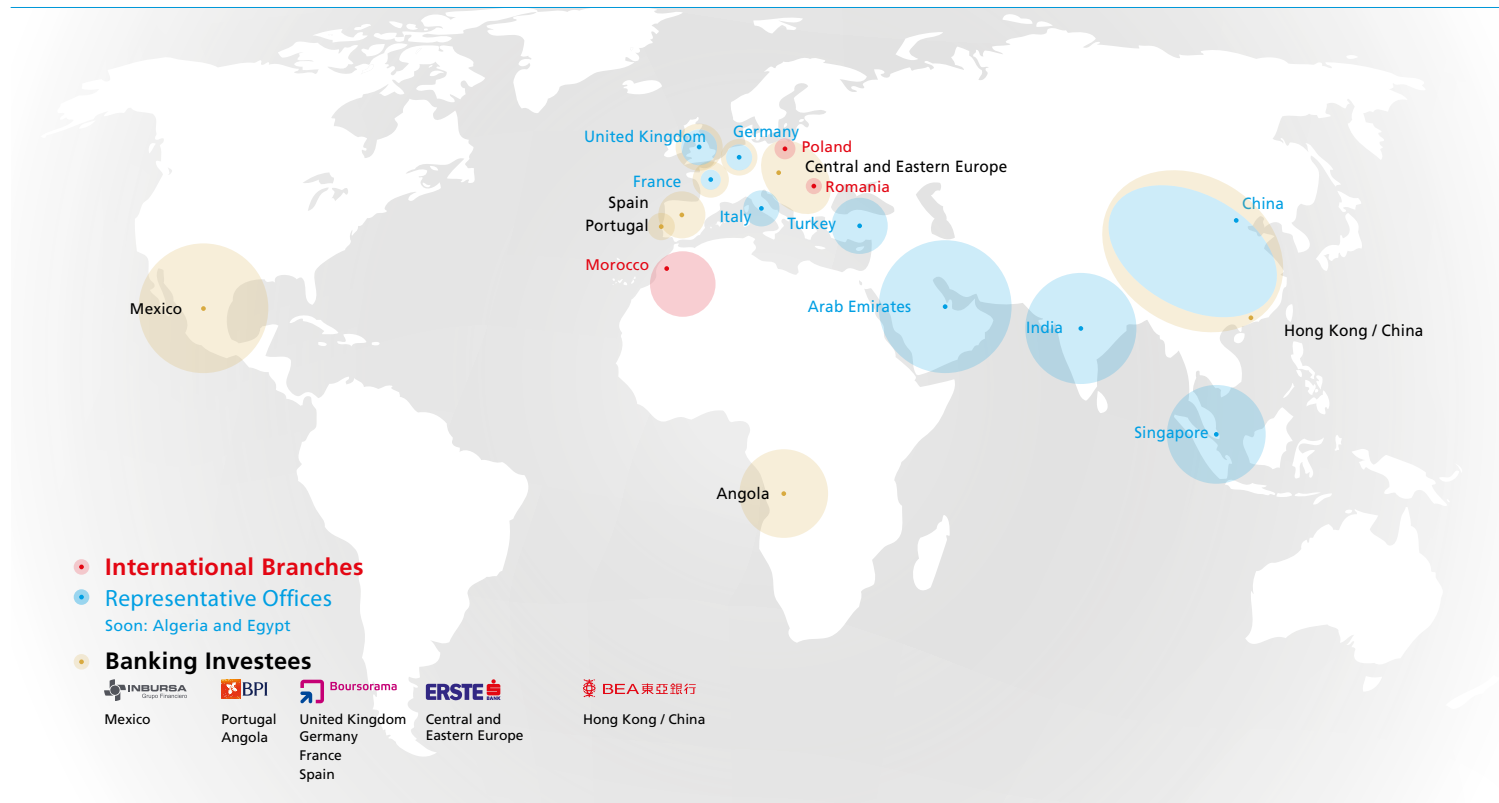 United Kingdom
Germany
Poland
Central and Eastern Europe
France
Romania
Spain
Italy
Portugal
Turkey
China
Morocco
Mexico
Arab Emirates
India
Hong Kong / China
Singapore
Angola
International Branches
Representative Offices
Soon: Algeria and Egypt
Banking Investees
INBURSA
Grupo Financiero
BPI
Boursorama
ERSTE
BANK
BEA東亞銀行
Mexico
Portugal
Angola
United Kingdom
Germany
France
Spain
Central and
Eastern Europe
Hong Kong / China